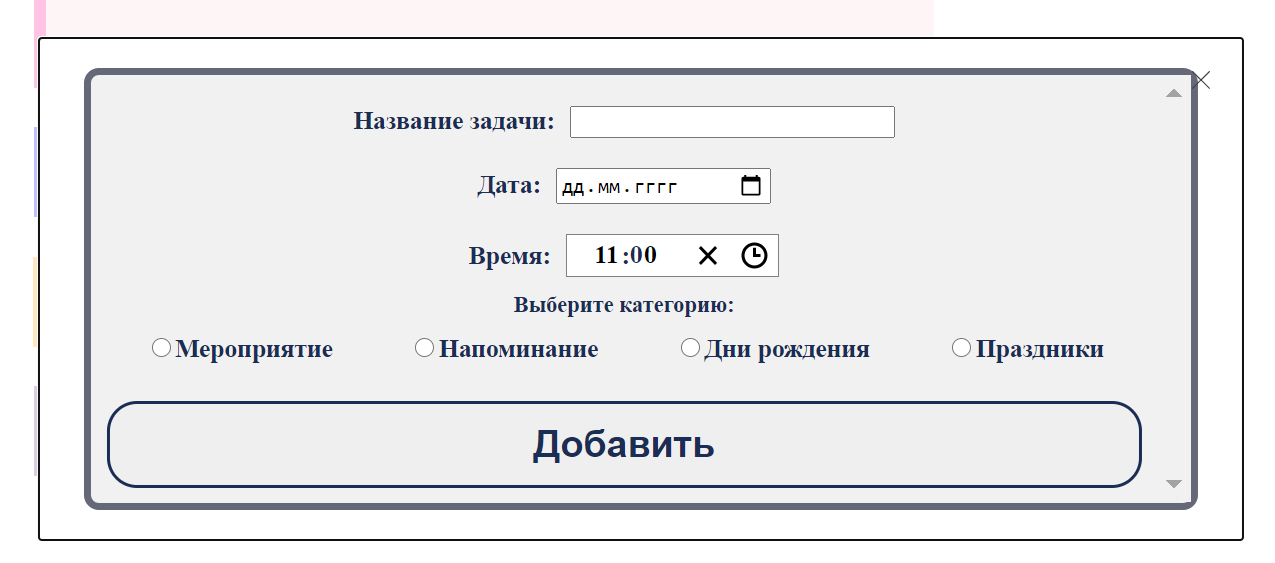 Название задачи:
Дата: дд.мм.гггг
Время: 11:00
Выберите категорию:
Мероприятие Напоминание Дни рождения Праздники
Добавить